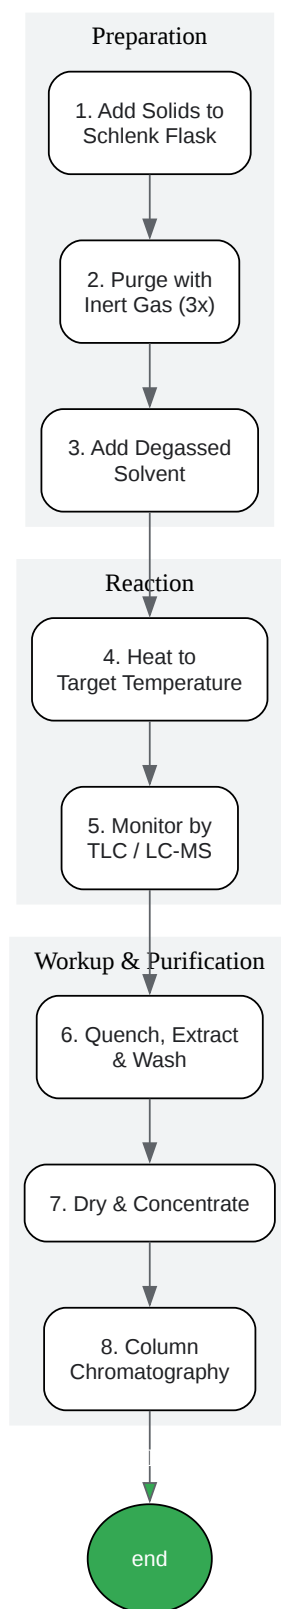 Preparation
1. Add Solids to
Schlenk Flask
2. Purge with
Inert Gas (3x)
3. Add Degassed
Solvent
Reaction
4. Heat to
Target Temperature
5. Monitor by
TLC / LC-MS
Workup & Purification
6. Quench, Extract
& Wash
7. Dry & Concentrate
8. Column
Chromatography
end